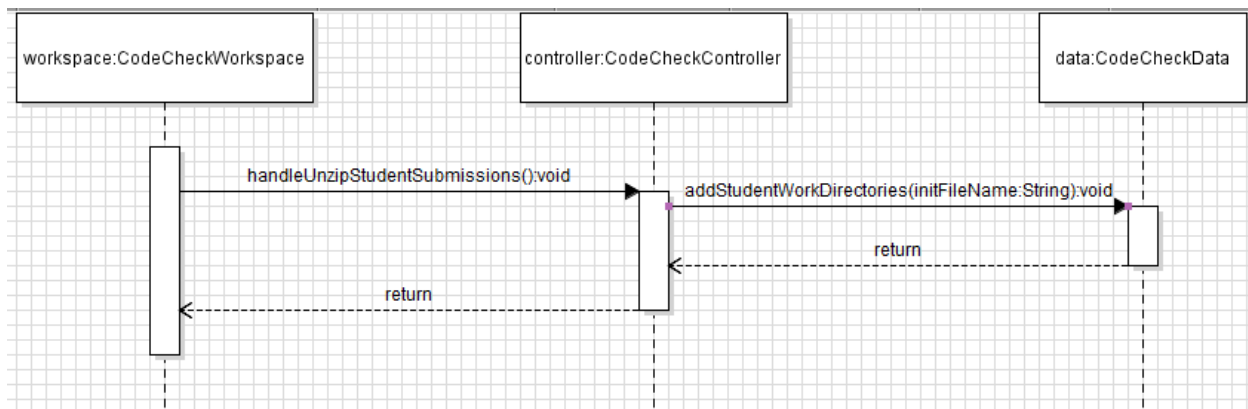 workspace:CodeCheckWorkspace
controller:CodeCheckController
data:CodeCheckData
handleUnzipStudentSubmissions():void
addStudentWorkDirectories(initFileName:String):void
return
return